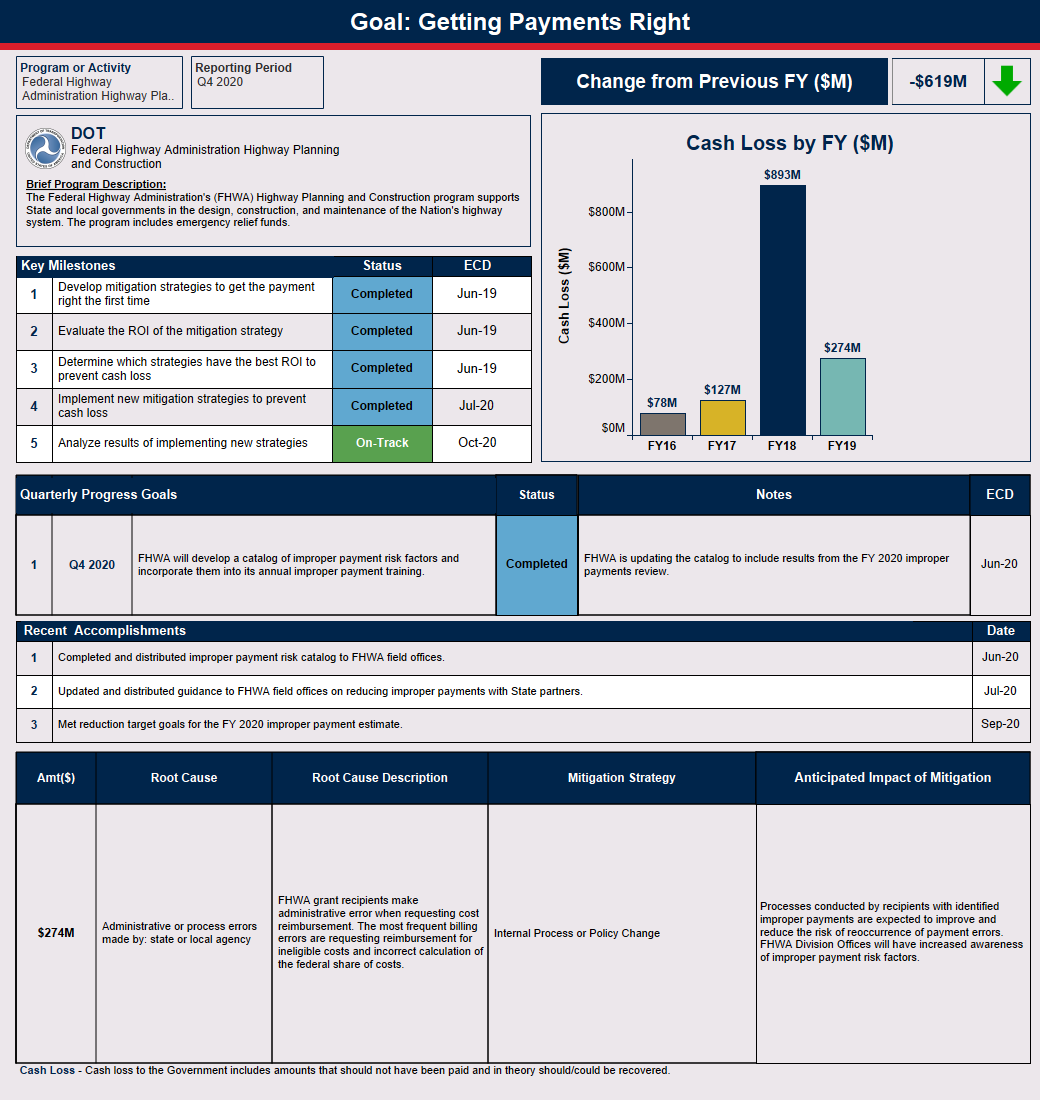 Goal: Getting Payments Right
Program or Activity
Federal Highway
Administration Highway Pla..
Reporting Period
Q4 2020
Change from Previous FY ($M)
-$619M
DOT
Federal Highway Administration Highway Planning
and Construction
Brief Program Description:
The Federal Highway Administration's (FHWA) Highway Planning and Construction program supports
State and local governments in the design, construction, and maintenance of the Nation's highway
system. The program includes emergency relief funds.
Cash Loss by FY ($M)
Cash Loss ($M)
$800M
$600M
$400M
$200M
$0M
$78M
$127M
$893M
$274M
FY16
FY17
FY18
FY19
Key Milestones
Status
ECD
1
Develop mitigation strategies to get the payment
right the first time
Completed
Jun-19
2
Evaluate the ROI of the mitigation strategy
Completed
Jun-19
3
Determine which strategies have the best ROI to
prevent cash loss
Completed
Jun-19
4
Implement new mitigation strategies to prevent
cash loss
Completed
Jul-20
5
Analyze results of implementing new strategies
On-Track
Oct-20
Quarterly Progress Goals
Status
Notes
ECD
1
Q4 2020
FHWA will develop a catalog of improper payment risk factors and
incorporate them into its annual improper payment training.
Completed
FHWA is updating the catalog to include results from the FY 2020 improper
payments review.
Jun-20
Recent Accomplishments
Date
1
Completed and distributed improper payment risk catalog to FHWA field offices.
Jun-20
2
Updated and distributed guidance to FHWA field offices on reducing improper payments with State partners.
Jul-20
3
Met reduction target goals for the FY 2020 improper payment estimate.
Sep-20
Amt($)
Root Cause
Root Cause Description
Mitigation Strategy
Anticipated Impact of Mitigation
$274M
Administrative or process errors
made by: state or local agency
FHWA grant recipients make
administrative error when requesting cost
reimbursement. The most frequent billing
errors are requesting reimbursement for
ineligible costs and incorrect calculation of
the federal share of costs.
Internal Process or Policy Change
Processes conducted by recipients with identified
improper payments are expected to improve and
reduce the risk of reoccurrence of payment errors.
FHWA Division Offices will have increased awareness
of improper payment risk factors.
Cash Loss - Cash loss to the Government includes amounts that should not have been paid and in theory should/could be recovered.